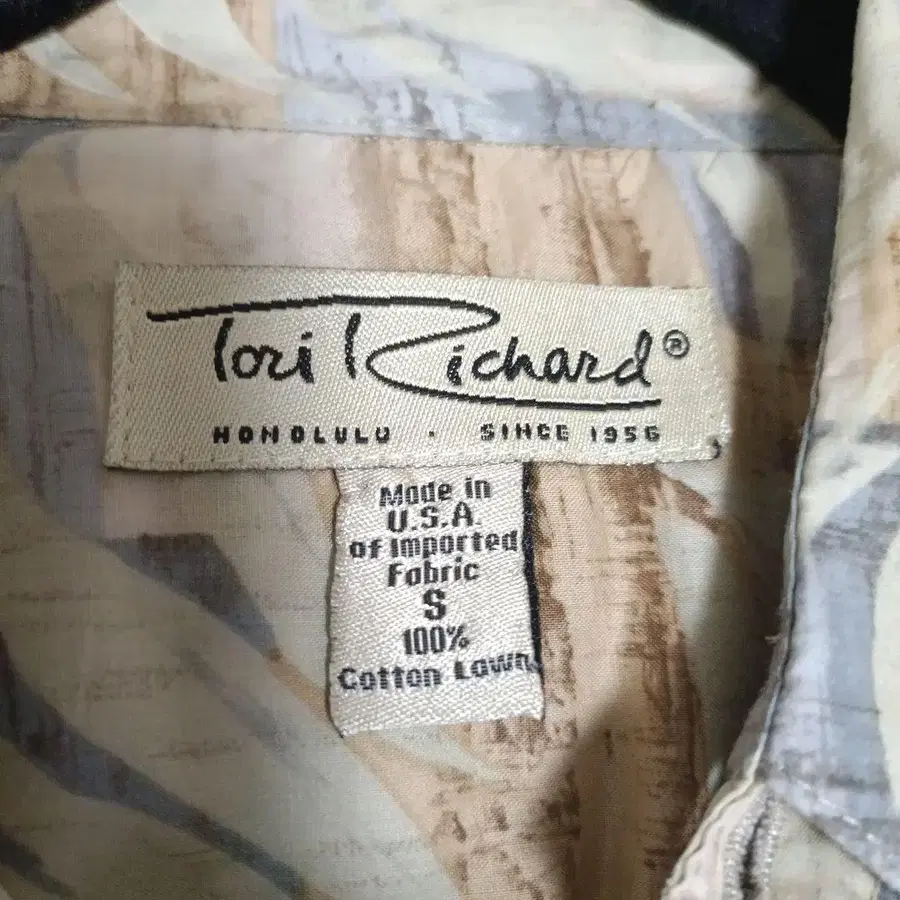 Tori Richard®
HONOLULU · SINCE 1956
Made in
U.S.A.
of Imported
Fabric
S
100%
Cotton Lawn